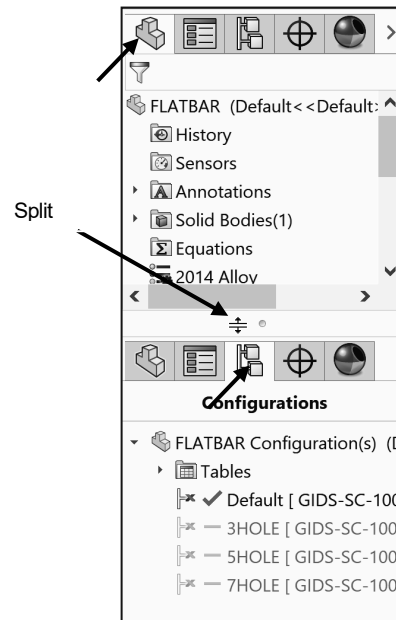 FLATBAR (Default<<Default:
History
Sensors
Annotations
Split
Solid Bodies(1)
Equations
2014 Alloy
Configurations
FLATBAR Configuration(s) (D
Tables
Default [ GIDS-SC-100
3HOLE [ GIDS-SC-100
5HOLE [ GIDS-SC-100
7HOLE [ GIDS-SC-100